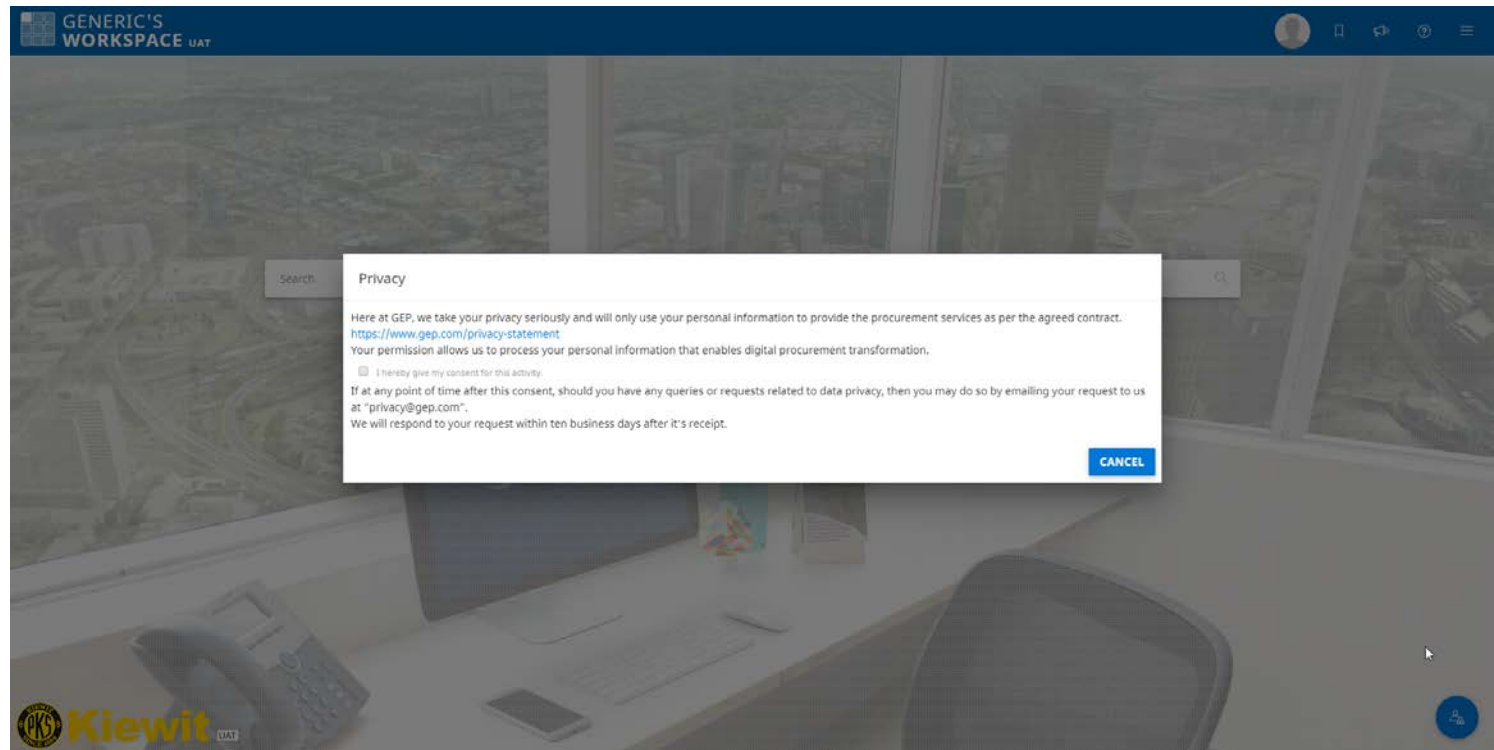 GENERIC'S
WORKSPACE UAT
Search
Privacy
Here at GEP, we take your privacy seriously and will only use your personal information to provide the procurement services as per the agreed contract.
https://www.gep.com/privacy-statement
Your permission allows us to process your personal information that enables digital procurement transformation.
I hereby give my consent for this activity.
If at any point of time after this consent, should you have any queries or requests related to data privacy, then you may do so by emailing your request to us
at "privacy@gep.com".
We will respond to your request within ten business days after it's receipt.
CANCEL
PKS Kiewit UAT